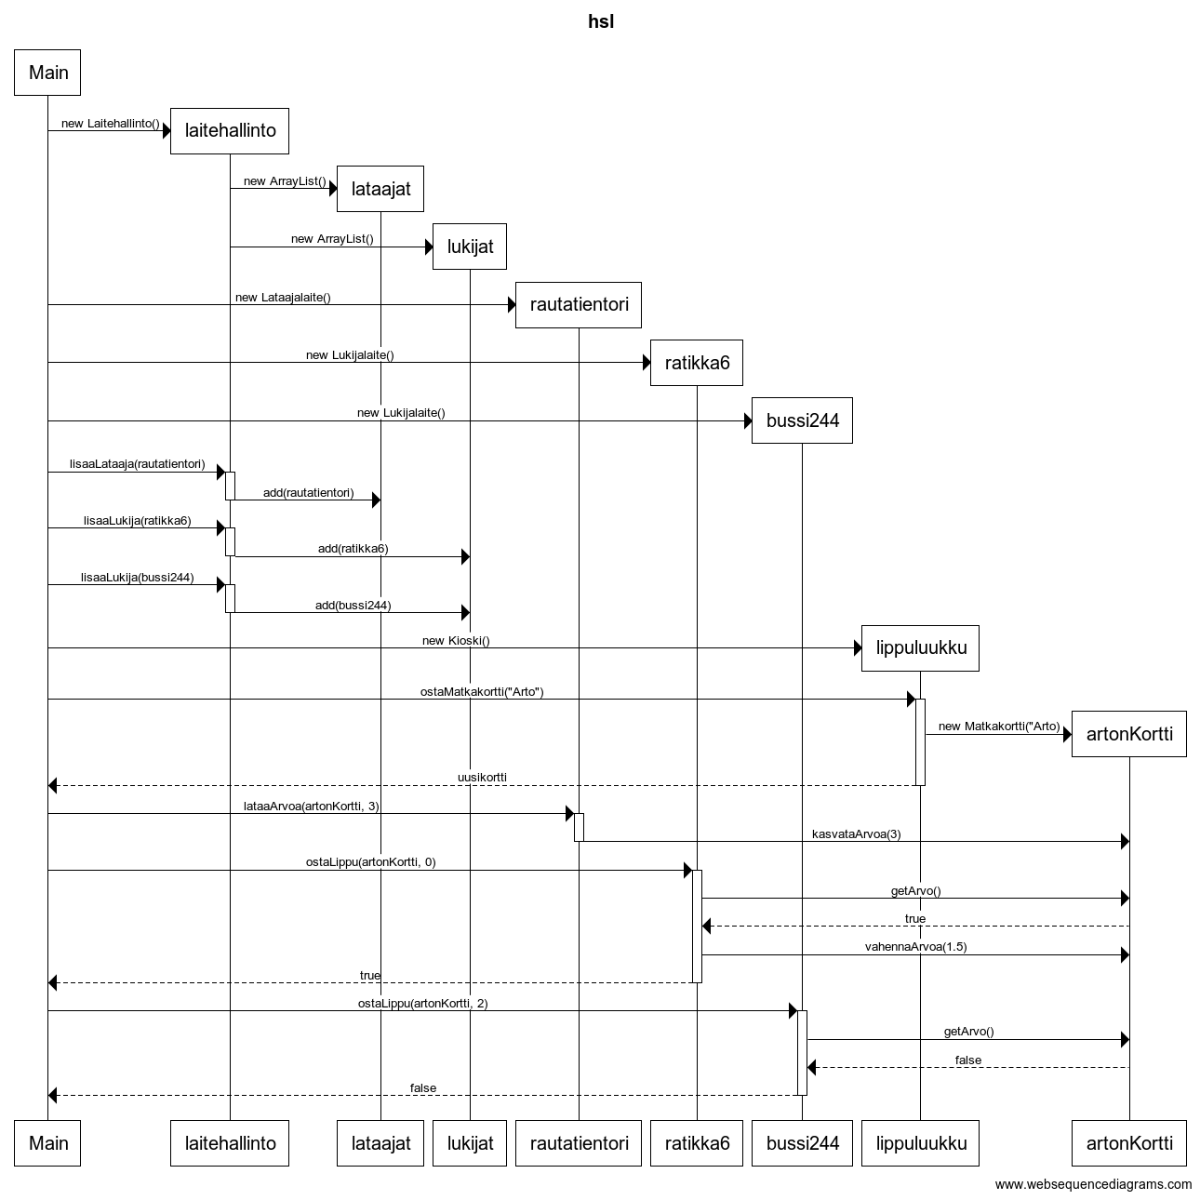 hsl
Main
new Laitehallinto()
laitehallinto
new ArrayList()
lataajat
new ArrayList()
lukijat
new Lataajalaite()
rautatientori
new Lukijalaite()
ratikka6
new Lukijalaite()
bussi244
lisaaLataaja(rautatientori)
add(rautatientori)
lisaaLukija(ratikka6)
add(ratikka6)
lisaaLukija(bussi244)
add(bussi244)
new Kioski()
lippuluukku
ostaMatkakortti("Arto")
new Matkakortti("Arto)
artonKortti
uusikortti
lataaArvoa(artonKortti, 3)
kasvataArvoa(3)
ostaLippu(artonKortti, 0)
getArvo()
true
vahennaArvoa(1.5)
true
ostaLippu(artonKortti, 2)
getArvo()
false
false
Main laitehallinto lataajat lukijat rautatientori ratikka6 bussi244 lippuluukku artonKortti
www.websequencediagrams.com